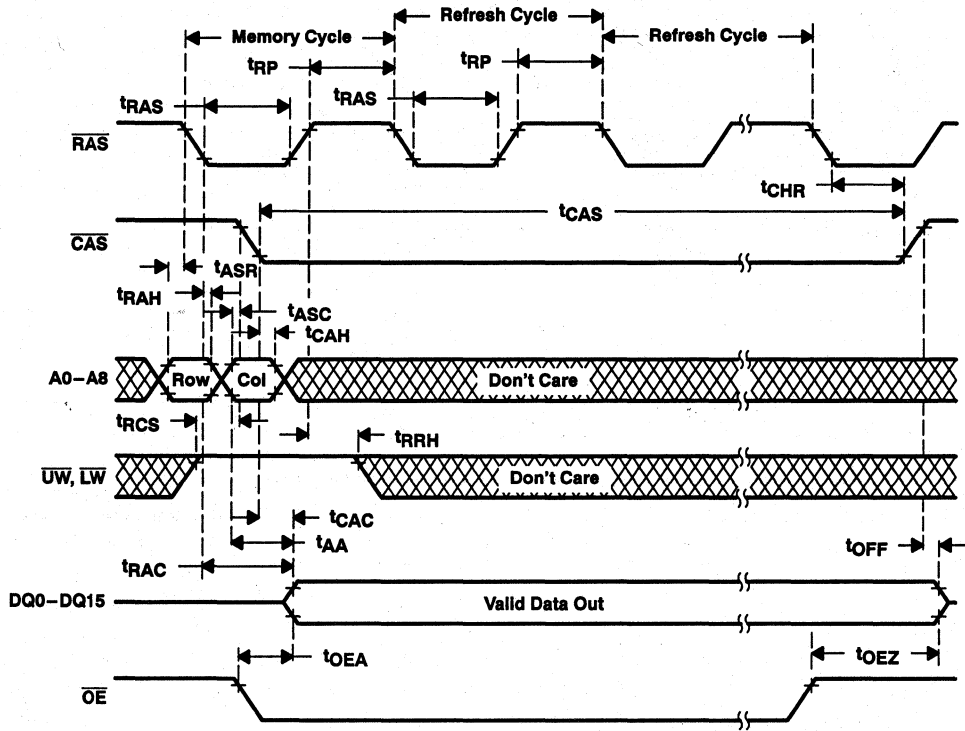 Refresh Cycle
Memory Cycle
Refresh Cycle
tRP
tRP
tRAS
tRAS
RAS
tCHR
tCAS
CAS
tASR
tRAH
tASC
tCAH
A0–A8
Row
Col
Don't Care
tRCS
tRRH
UW, LW
Don't Care
tCAC
tAA
tOFF
tRAC
DQ0–DQ15
Valid Data Out
tOEA
tOEZ
OE